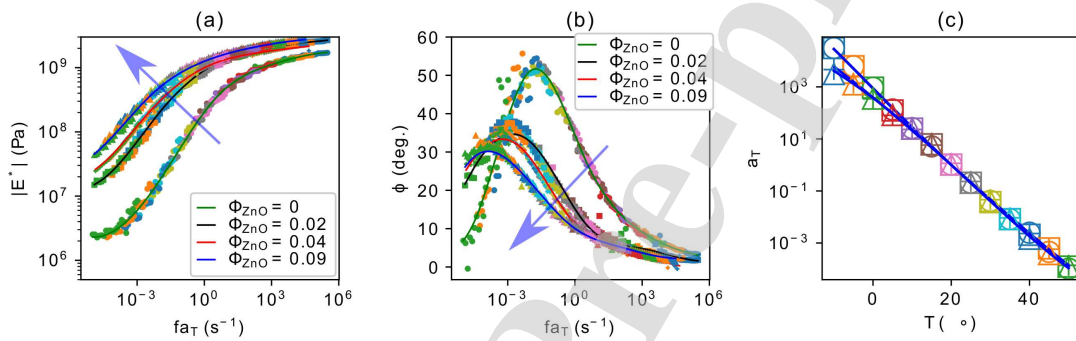 (a)
|E* | (Pa)
10⁹
10⁸
10⁷
10⁶
Φ_ZnO = 0
Φ_ZnO = 0.02
Φ_ZnO = 0.04
Φ_ZnO = 0.09
10⁻³ 10⁰ 10³ 10⁶
fa_T (s⁻¹)
(b)
ϕ (deg.)
60
50
40
30
20
10
0
Φ_ZnO = 0
Φ_ZnO = 0.02
Φ_ZnO = 0.04
Φ_ZnO = 0.09
10⁻³ 10⁰ 10³ 10⁶
fa_T (s⁻¹)
(c)
a_T
10³
10¹
10⁻¹
10⁻³
0 20 40
T ( ∘)
Pre-p